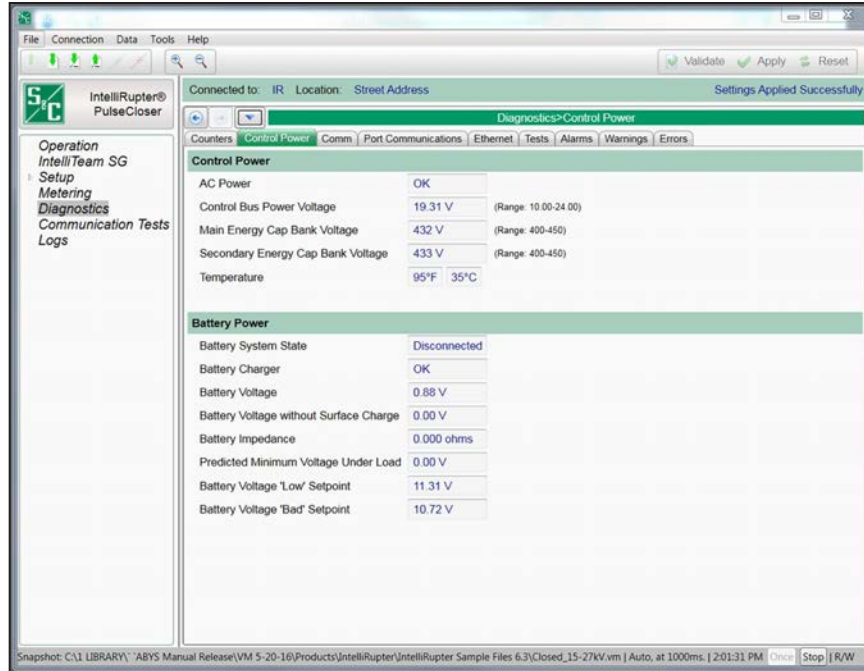 File Connection Data Tools Help
Validate Apply Reset
S&C
IntelliRupter®
PulseCloser
Connected to: IR Location: Street Address Settings Applied Successfully
Diagnostics>Control Power
Counters Control Power Comm Port Communications Ethernet Tests Alarms Warnings Errors
Operation
IntelliTeam SG
Setup
Metering
Diagnostics
Communication Tests
Logs
Control Power
AC Power OK
Control Bus Power Voltage 19.31 V (Range: 10.00-24.00)
Main Energy Cap Bank Voltage 432 V (Range: 400-450)
Secondary Energy Cap Bank Voltage 433 V (Range: 400-450)
Temperature 95°F 35°C
Battery Power
Battery System State Disconnected
Battery Charger OK
Battery Voltage 0.88 V
Battery Voltage without Surface Charge 0.00 V
Battery Impedance 0.000 ohms
Predicted Minimum Voltage Under Load 0.00 V
Battery Voltage 'Low' Setpoint 11.31 V
Battery Voltage 'Bad' Setpoint 10.72 V
Snapshot: C:\1 LIBRARY\``ABYS Manual Release\VM 5-20-16\Products\IntelliRupter\IntelliRupter Sample Files 6.3\Closed_15-27kV.vm | Auto, at 1000ms. | 2:01:31 PM Once Stop | R/W